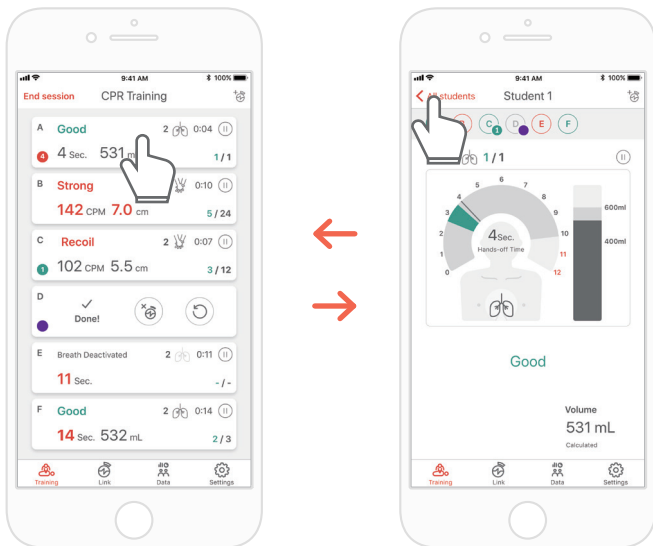 9:41 AM 100%
End session CPR Training
A Good 2 0:04
4 4 Sec. 531 m 1 / 1
B Strong 2 0:10
142 CPM 7.0 cm 5 / 24
C Recoil 2 0:07
1 102 CPM 5.5 cm 3 / 12
D
Done!
E Breath Deactivated 2 0:11
11 Sec. - / -
F Good 2 0:14
14 Sec. 532 mL 2 / 3
Training Link Data Settings
9:41 AM 100%
students Student 1
C 1 D E F
1 / 1
0 1 2 3 4 5 6 7 8 9 10 11 12
4 Sec.
Hands-off Time
600ml
400ml
Good
Volume
531 mL
Calculated
Training Link Data Settings